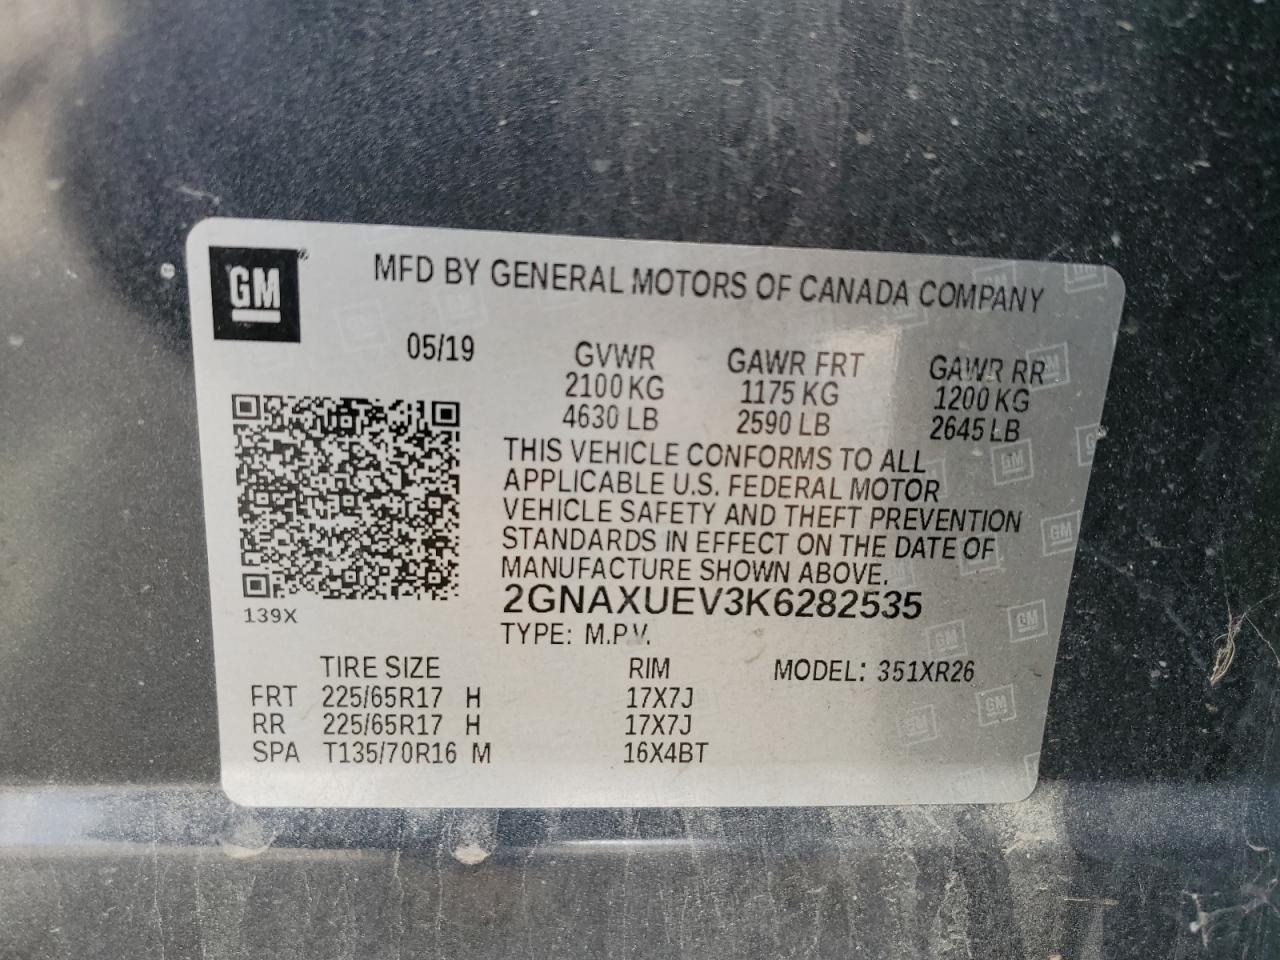 GM
MFD BY GENERAL MOTORS OF CANADA COMPANY
05/19
GVWR GAWR FRT GAWR RR
2100 KG 1175 KG 1200 KG
4630 LB 2590 LB 2645 LB
THIS VEHICLE CONFORMS TO ALL
APPLICABLE U.S. FEDERAL MOTOR
VEHICLE SAFETY AND THEFT PREVENTION
STANDARDS IN EFFECT ON THE DATE OF
MANUFACTURE SHOWN ABOVE.
139X
2GNAXUEV3K6282535
TYPE: M.P.V.
TIRE SIZE RIM MODEL: 351XR26
FRT 225/65R17 H 17X7J
RR 225/65R17 H 17X7J
SPA T135/70R16 M 16X4BT